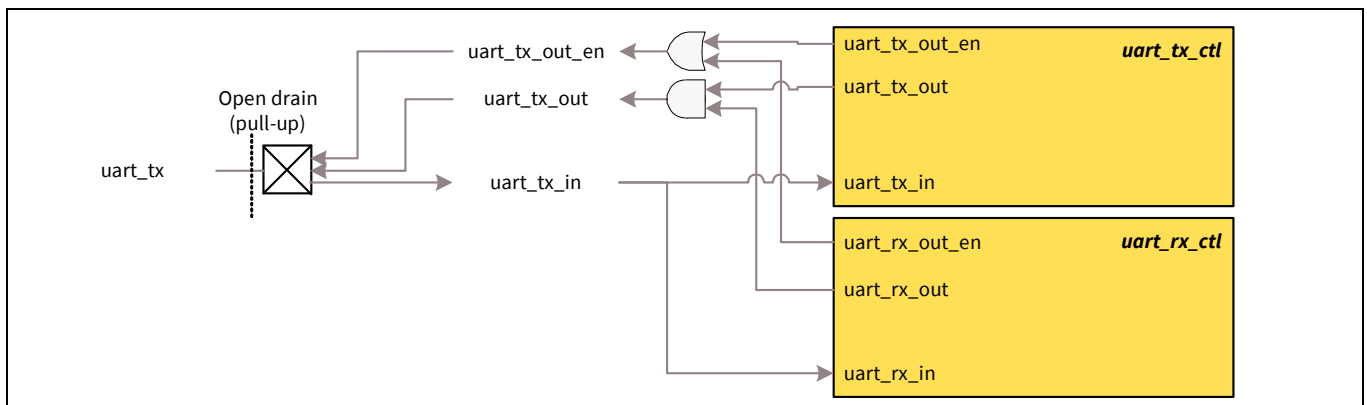 uart_tx_out_en
uart_tx_out_en
uart_tx_ctl
uart_tx_out
uart_tx_out
Open drain
(pull-up)
uart_tx
uart_tx_in
uart_tx_in
uart_rx_out_en
uart_rx_ctl
uart_rx_out
uart_rx_in